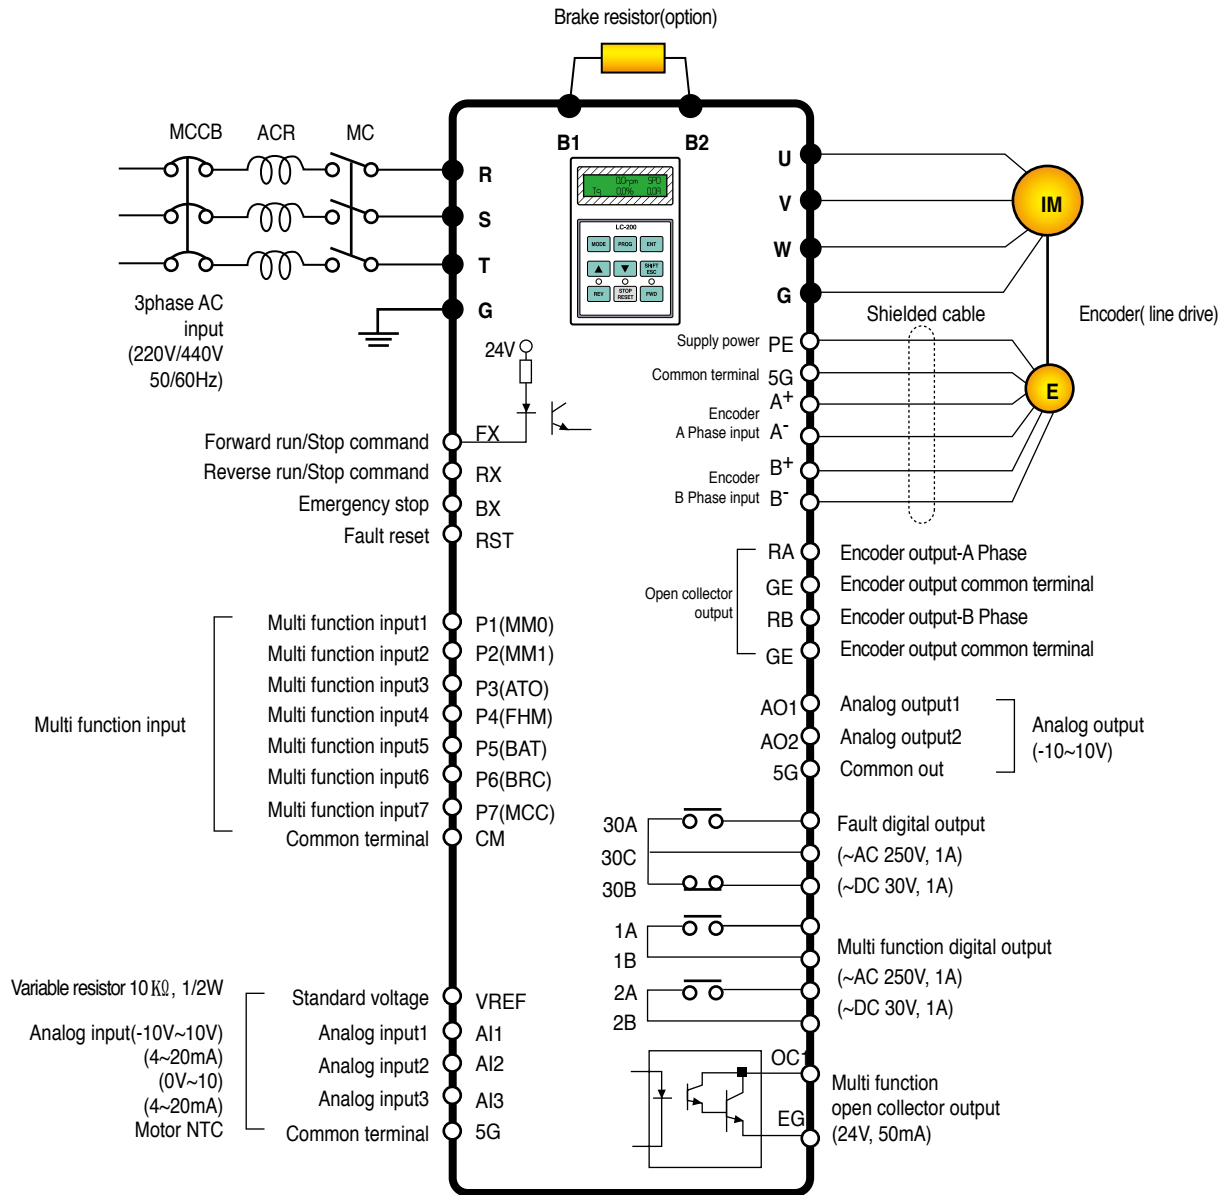 Brake resistor(option)
MCCB
ACR
MC
B1
B2
R
S
T
G
3phase AC
input
(220V/440V
50/60Hz)
0.0rpm SPD
Tq 0.0% 0.0A
LC-200
MODE
PROG
ENT
SHIFT
ESC
REV
STOP
RESET
FWD
U
V
W
G
IM
Shielded cable
Encoder( line drive)
E
Supply power
PE
Common terminal
5G
Encoder
A Phase input
A+
A-
Encoder
B Phase input
B+
B-
24V
Forward run/Stop command
FX
Reverse run/Stop command
RX
Emergency stop
BX
Fault reset
RST
Open collector
output
RA
Encoder output-A Phase
GE
Encoder output common terminal
RB
Encoder output-B Phase
GE
Encoder output common terminal
Multi function input
Multi function input1
P1(MM0)
Multi function input2
P2(MM1)
Multi function input3
P3(ATO)
Multi function input4
P4(FHM)
Multi function input5
P5(BAT)
Multi function input6
P6(BRC)
Multi function input7
P7(MCC)
Common terminal
CM
AO1
Analog output1
AO2
Analog output2
5G
Common out
Analog output
(-10~10V)
30A
30C
30B
Fault digital output
(~AC 250V, 1A)
(~DC 30V, 1A)
1A
1B
2A
2B
Multi function digital output
(~AC 250V, 1A)
(~DC 30V, 1A)
Variable resistor 10 KΩ, 1/2W
Analog input(-10V~10V)
(4~20mA)
(0V~10)
(4~20mA)
Motor NTC
Standard voltage
VREF
Analog input1
AI1
Analog input2
AI2
Analog input3
AI3
Common terminal
5G
OC1
EG
Multi function
open collector output
(24V, 50mA)